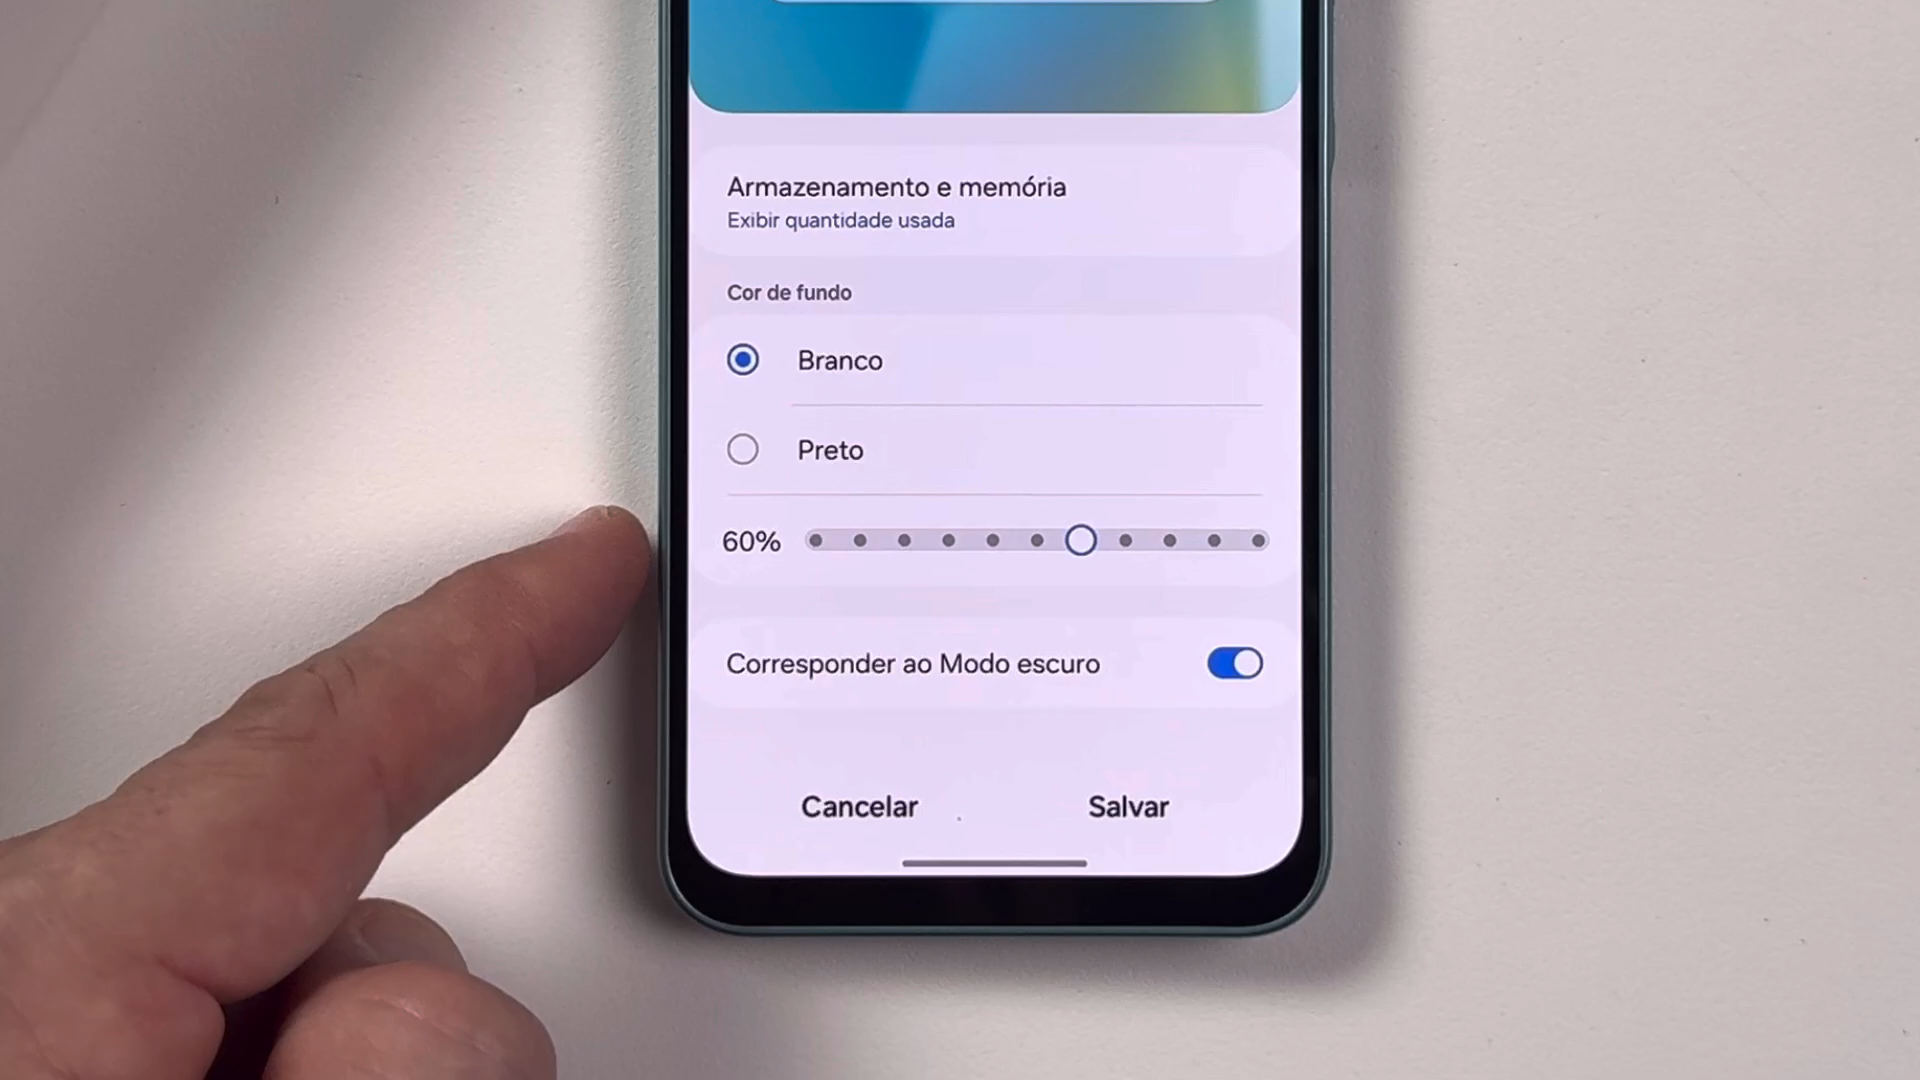 Armazenamento e memória
Exibir quantidade usada
Cor de fundo
Branco
Preto
60%
Corresponder ao Modo escuro
Cancelar
Salvar